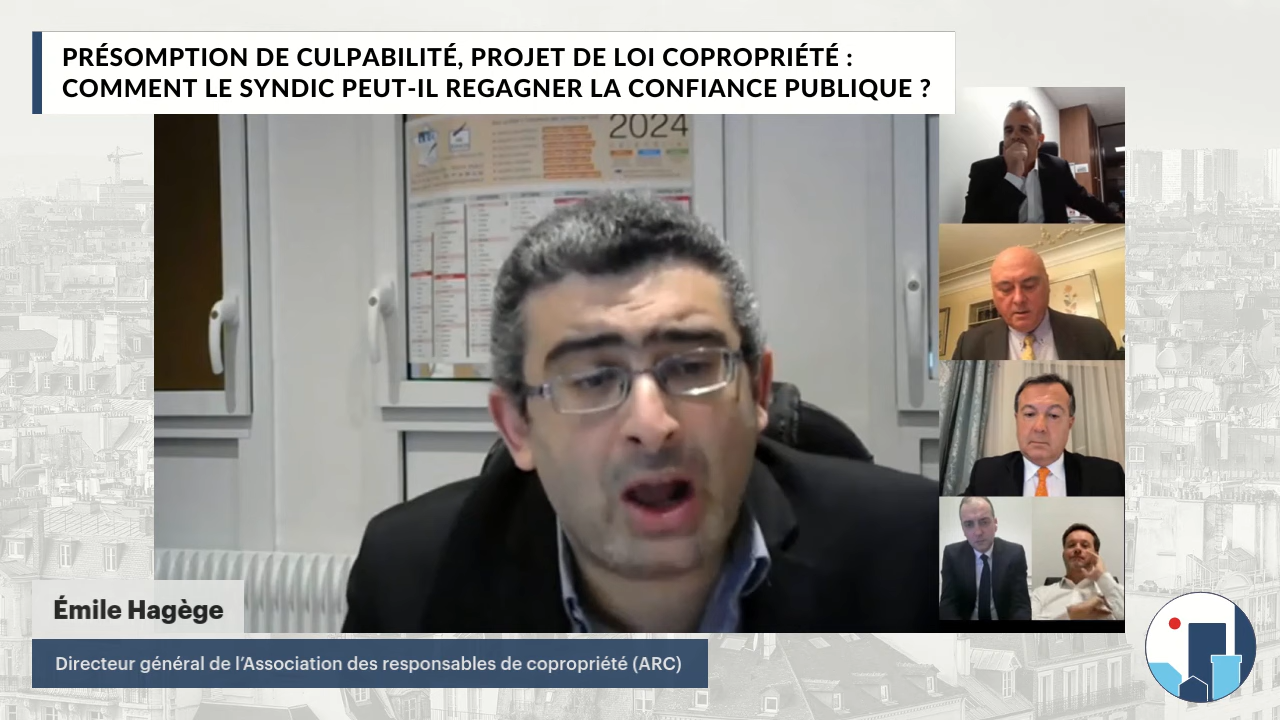 PRÉSOMPTION DE CULPABILITÉ, PROJET DE LOI COPROPRIÉTÉ :
COMMENT LE SYNDIC PEUT-IL REGAGNER LA CONFIANCE PUBLIQUE ?
2024
Émile Hagège
Directeur général de l’Association des responsables de copropriété (ARC)